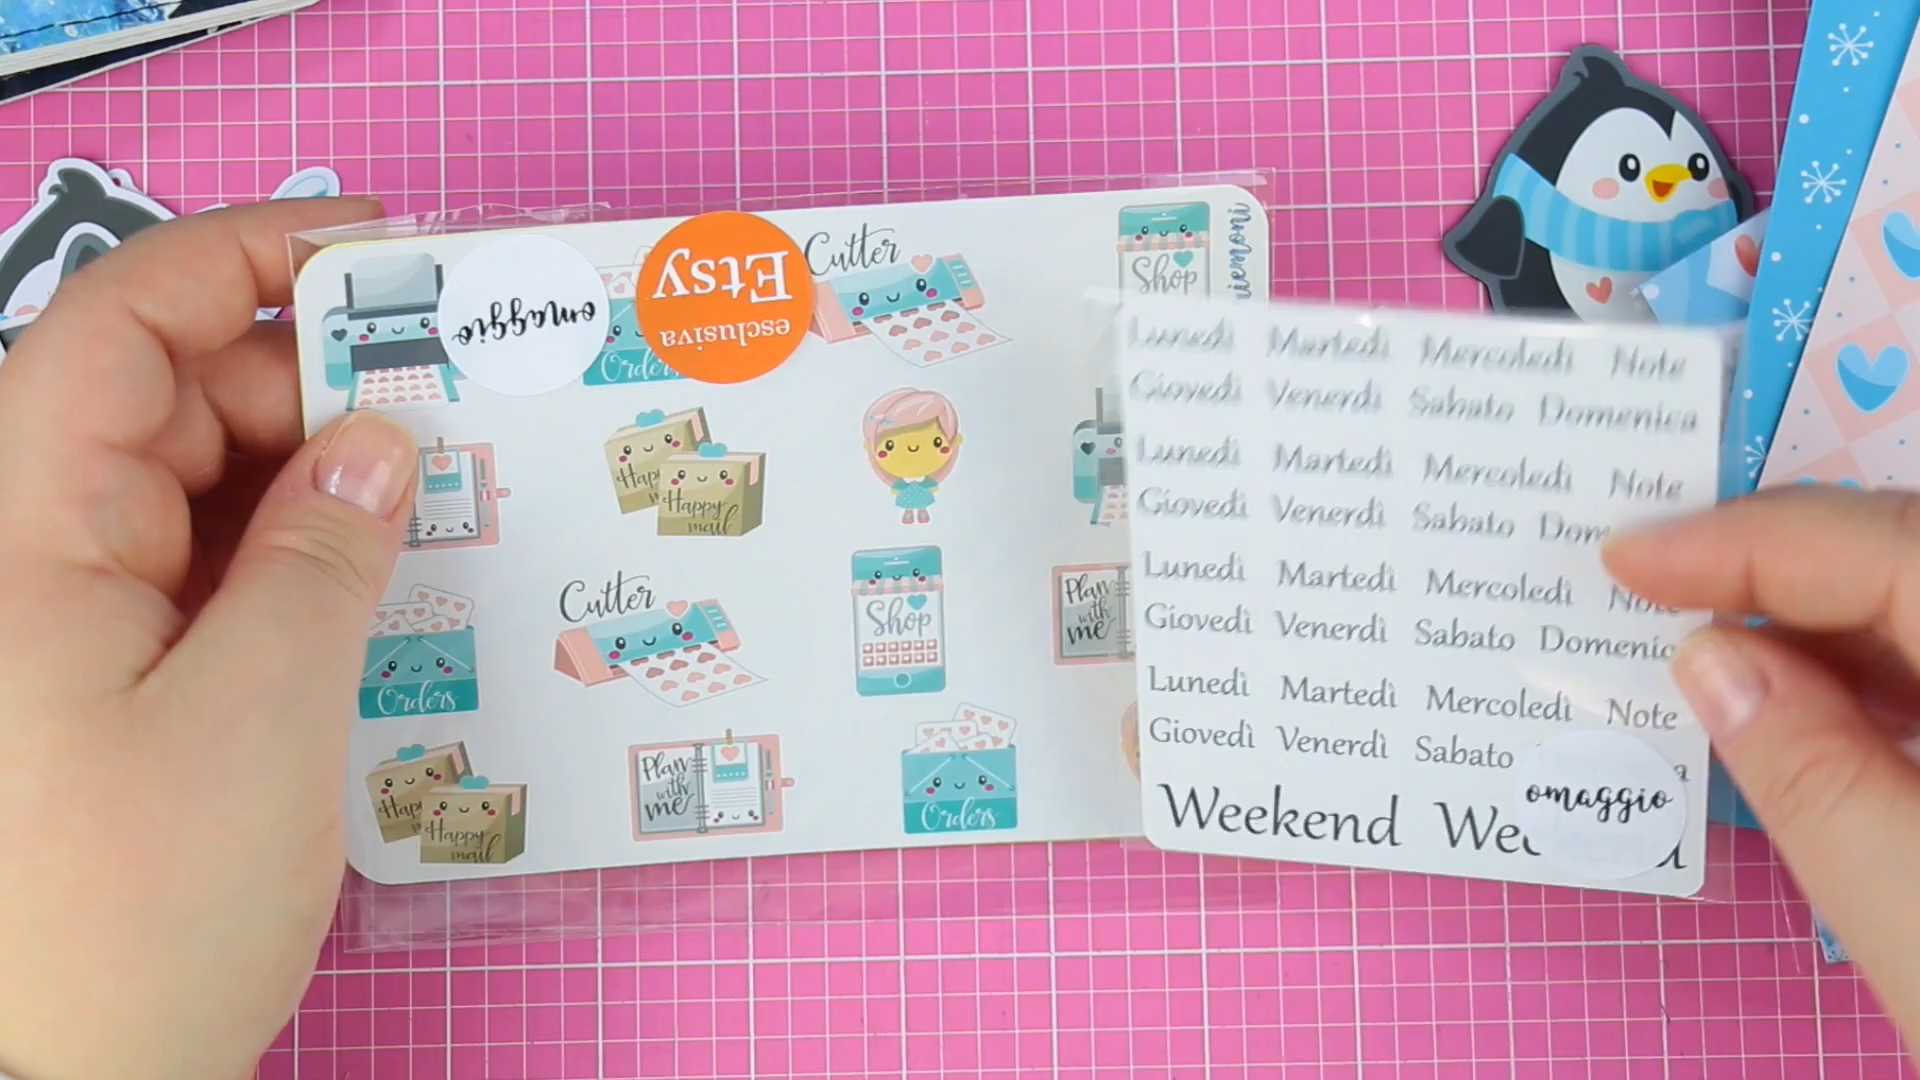 omaggio
Etsy
esclusiva
Orders
Cutter
Shop
Happy mail
Cutter
Shop
Plan with me
Orders
Happy mail
Plan with me
Orders
Lunedì Martedì Mercoledì Note
Giovedì Venerdì Sabato Domenica
Lunedì Martedì Mercoledì Note
Giovedì Venerdì Sabato
Lunedì Martedì Mercoledì Note
Giovedì Venerdì Sabato
Lunedì Martedì Mercoledì Note
Giovedì Venerdì Sabato
Weekend
omaggio